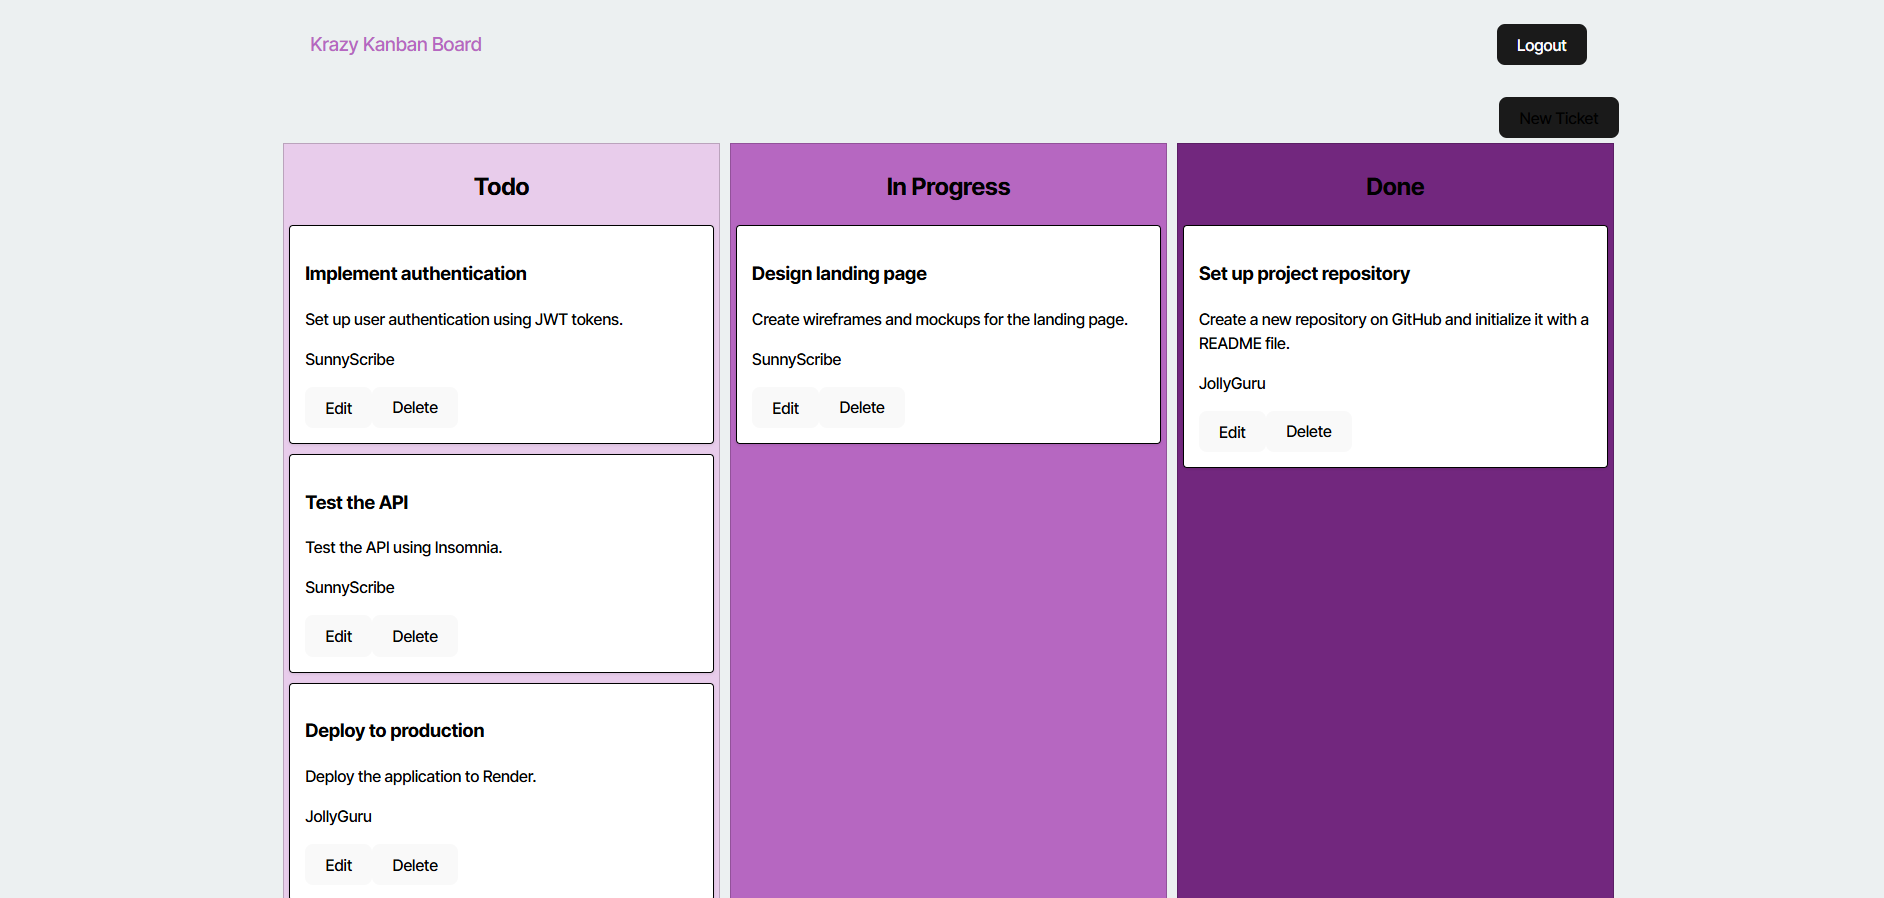 Krazy Kanban Board
Logout
New Ticket
Todo
Implement authentication
Set up user authentication using JWT tokens.
SunnyScribe
Edit Delete
Test the API
Test the API using Insomnia.
SunnyScribe
Edit Delete
Deploy to production
Deploy the application to Render.
JollyGuru
Edit Delete
In Progress
Design landing page
Create wireframes and mockups for the landing page.
SunnyScribe
Edit Delete
Done
Set up project repository
Create a new repository on GitHub and initialize it with a
README file.
JollyGuru
Edit Delete